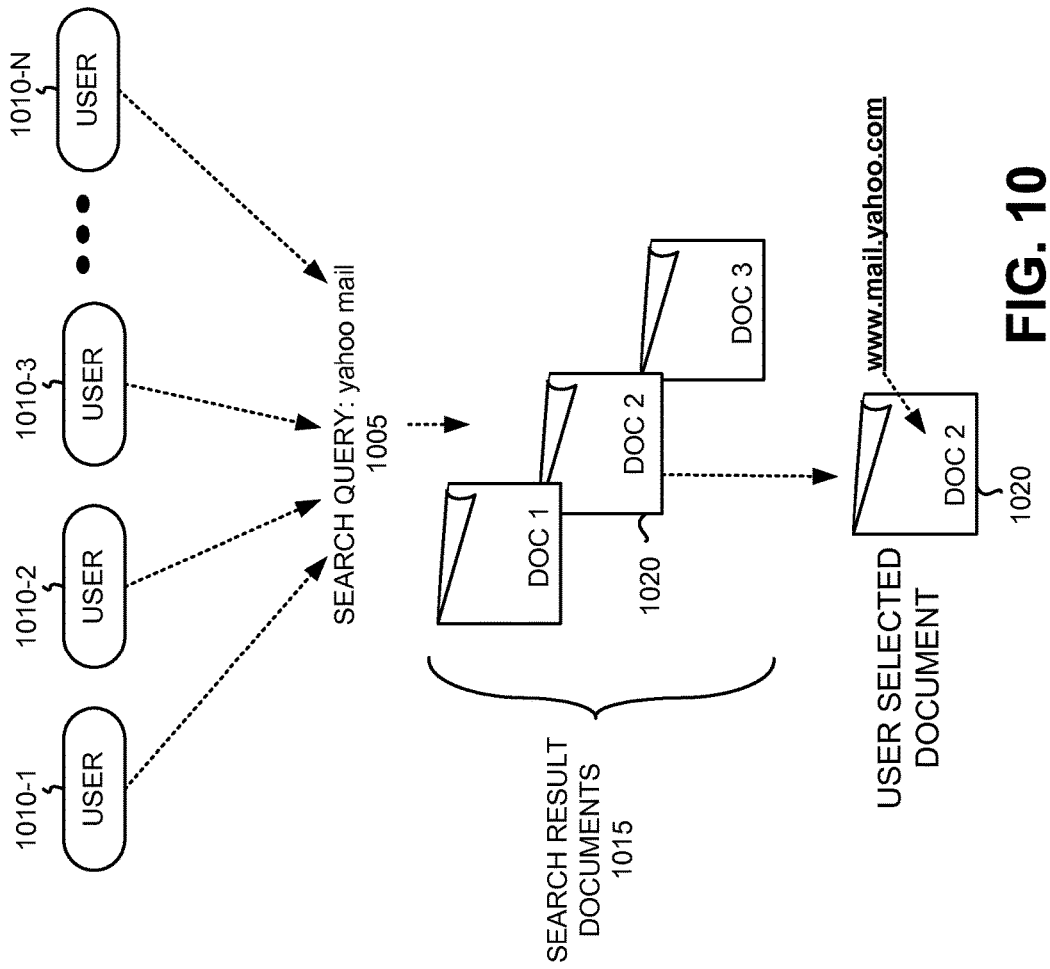 1010-1
1010-2
1010-3
1010-N
USER
USER
USER
USER
SEARCH QUERY: yahoo mail
1005
SEARCH RESULT
DOCUMENTS
1015
DOC 1
DOC 2
DOC 3
1020
USER SELECTED
DOCUMENT
DOC 2
1020
www.mail.yahoo.com
FIG. 10